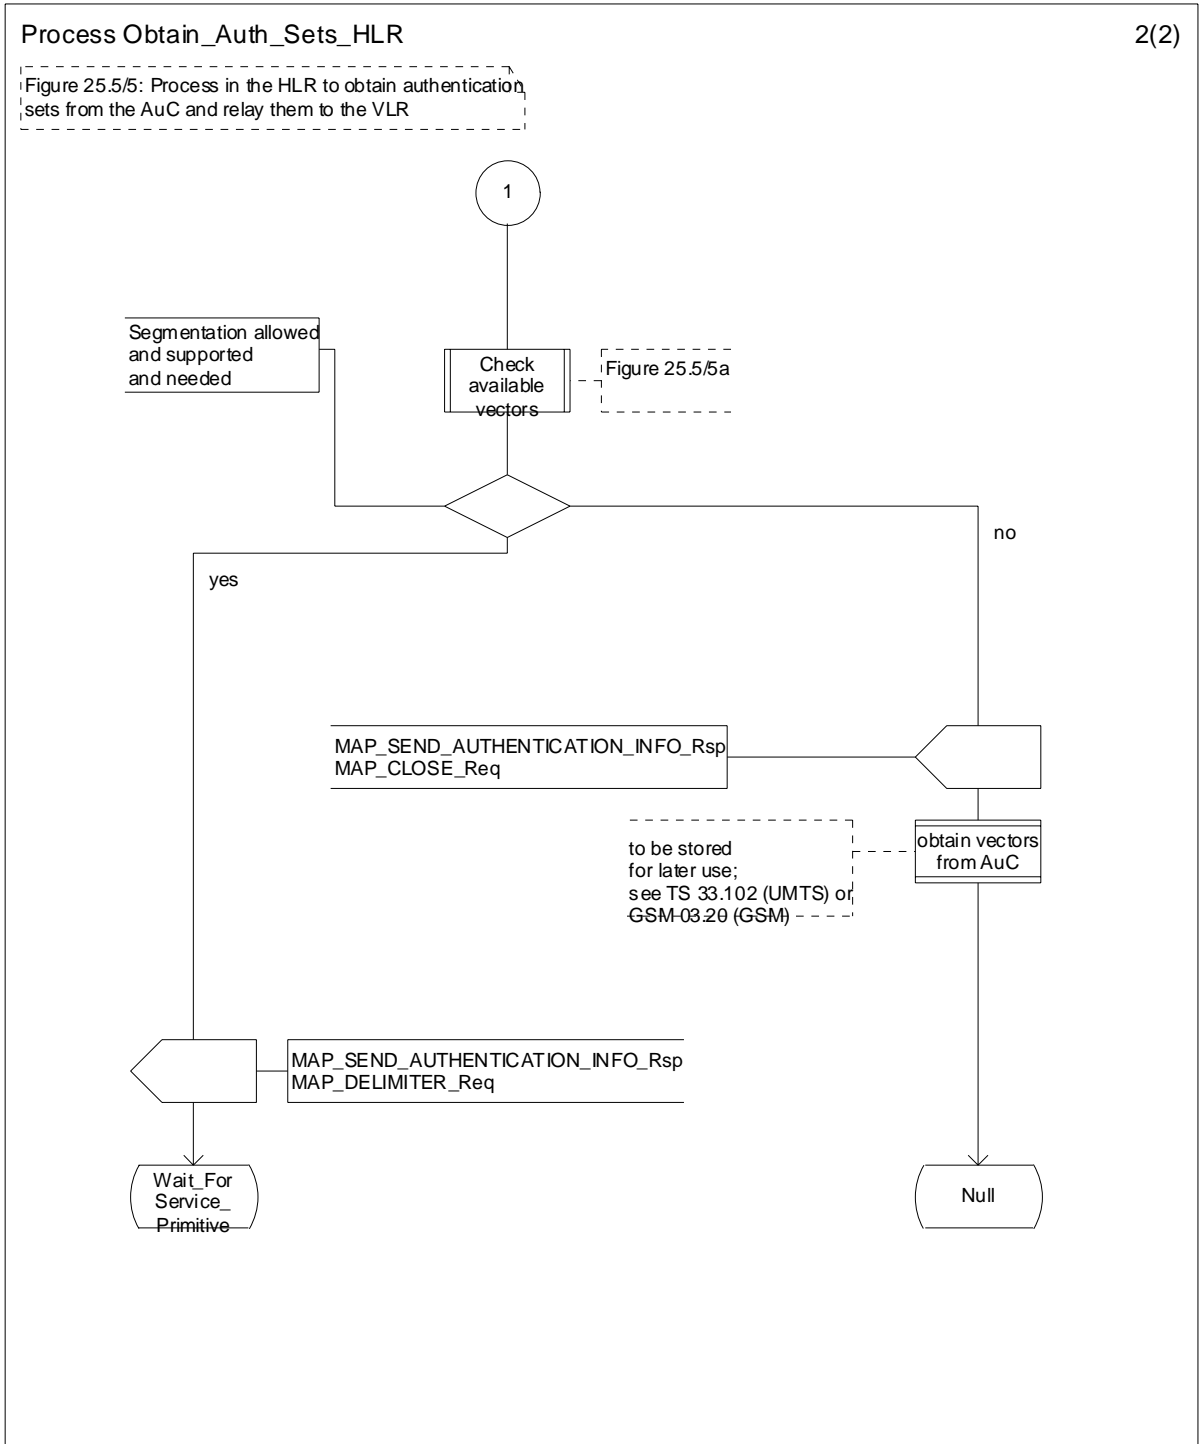 Process Obtain_Auth_Sets_HLR
2(2)
Figure 25.5/5: Process in the HLR to obtain authentication
sets from the AuC and relay them to the VLR
1
Segmentation allowed
and supported
and needed
Check
available
vectors
Figure 25.5/5a
no
yes
MAP_SEND_AUTHENTICATION_INFO_Rsp
MAP_CLOSE_Req
to be stored
for later use;
see TS 33.102 (UMTS) or
GSM 03.20 (GSM)
obtain vectors
from AuC
MAP_SEND_AUTHENTICATION_INFO_Rsp
MAP_DELIMITER_Req
Wait_For
Service_
Primitive
Null